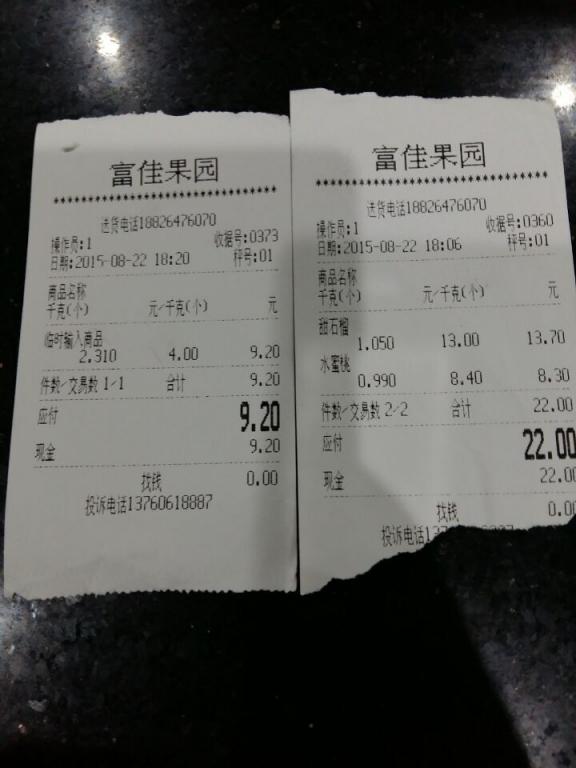 富佳果园
****************************
送货电话18826476070
操作员:1 收据号:0373
日期:2015-08-22 18:20 秤号:01
商品名称
千克(个) 元/千克(个) 元
临时输入商品
2.310 4.00 9.20
件数/交易数 1/1 合计 9.20
应付 9.20
现金 9.20
找钱 0.00
投诉电话13760618887
富佳果园
****************************
送货电话18826476070
操作员:1 收据号:0360
日期:2015-08-22 18:06 秤号:01
商品名称
千克(个) 元/千克(个) 元
甜石榴
1.050 13.00 13.70
水蜜桃
0.990 8.40 8.30
件数/交易数 2/2 合计 22.00
应付 22.00
现金 22.00
找钱 0.0
投诉电话